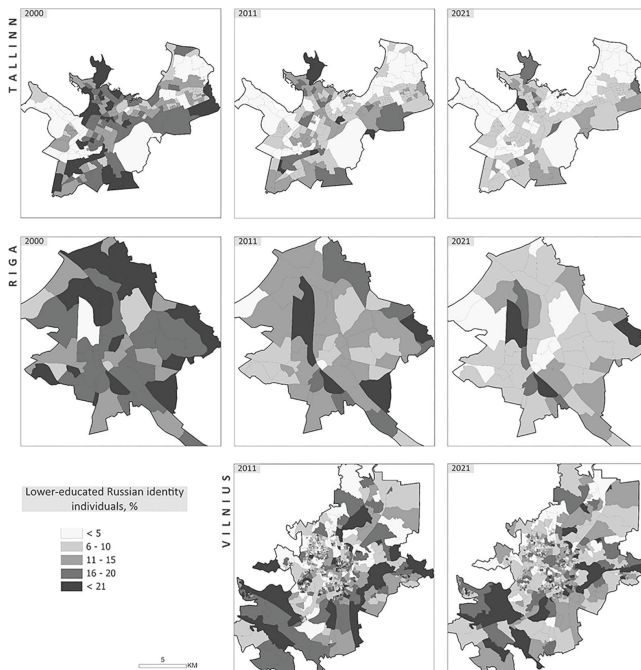 2000
2011
2021
TALLINN
2000
2011
2021
RIGA
2011
2021
VILNIUS
Lower-educated Russian identity
individuals, %
< 5
6 - 10
11 - 15
16 - 20
< 21
5
KM